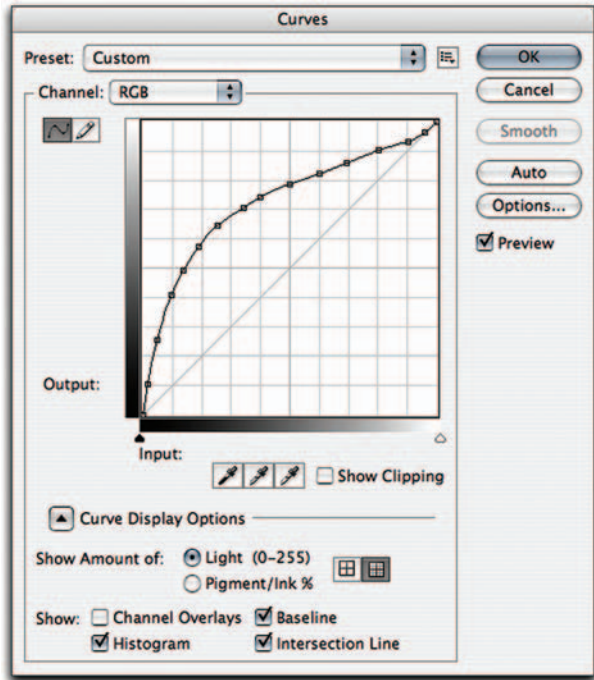 Curves
Preset: Custom
OK
Channel: RGB
Cancel
Smooth
Auto
Options...
Preview
Output:
Input:
Show Clipping
Curve Display Options
Show Amount of: Light (0-255)
Pigment/Ink %
Show: Channel Overlays Baseline
Histogram Intersection Line